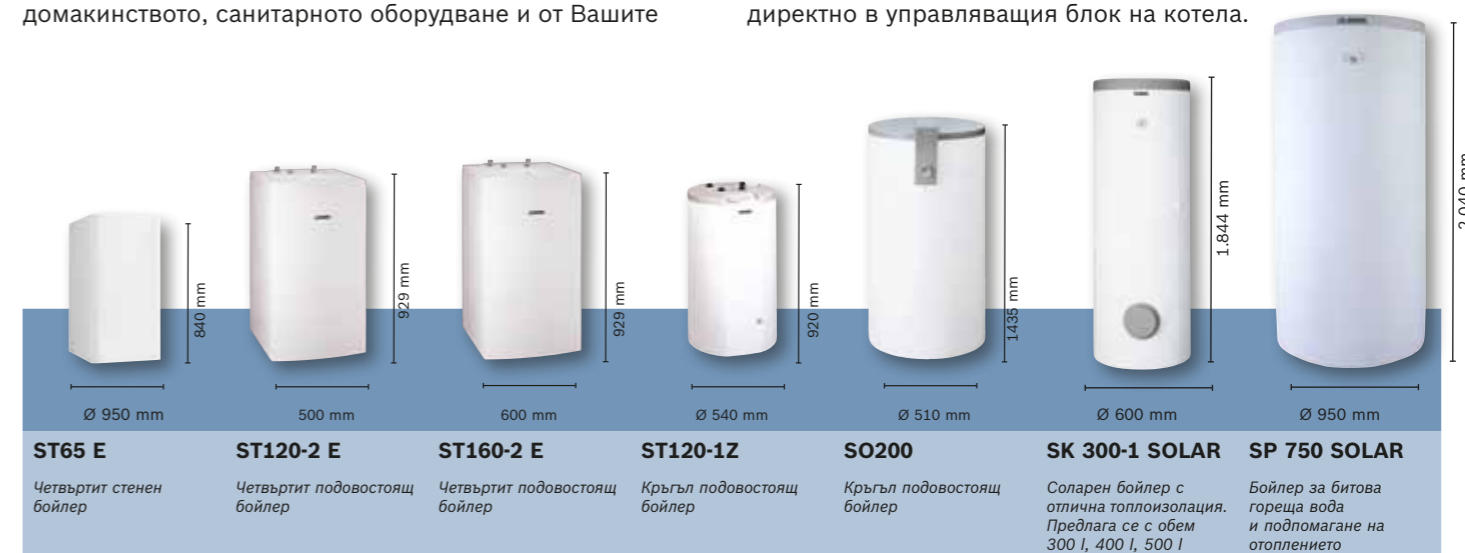 домакинството, санитарното оборудване и от Вашите
директно в управляващия блок на котела.
840 mm
929 mm
929 mm
920 mm
1435 mm
1.844 mm
2.040 mm
Ø 950 mm
500 mm
600 mm
Ø 540 mm
Ø 510 mm
Ø 600 mm
Ø 950 mm
ST65 E
Четвъртит стенен
бойлер
ST120-2 E
Четвъртит подовостоящ
бойлер
ST160-2 E
Четвъртит подовостоящ
бойлер
ST120-1Z
Кръгъл подовостоящ
бойлер
SO200
Кръгъл подовостоящ
бойлер
SK 300-1 SOLAR
Соларен бойлер с
отлична топлоизолация.
Предлага се с обем
300 l, 400 l, 500 l
SP 750 SOLAR
Бойлер за битова
гореща вода
и подпомагане на
отоплението